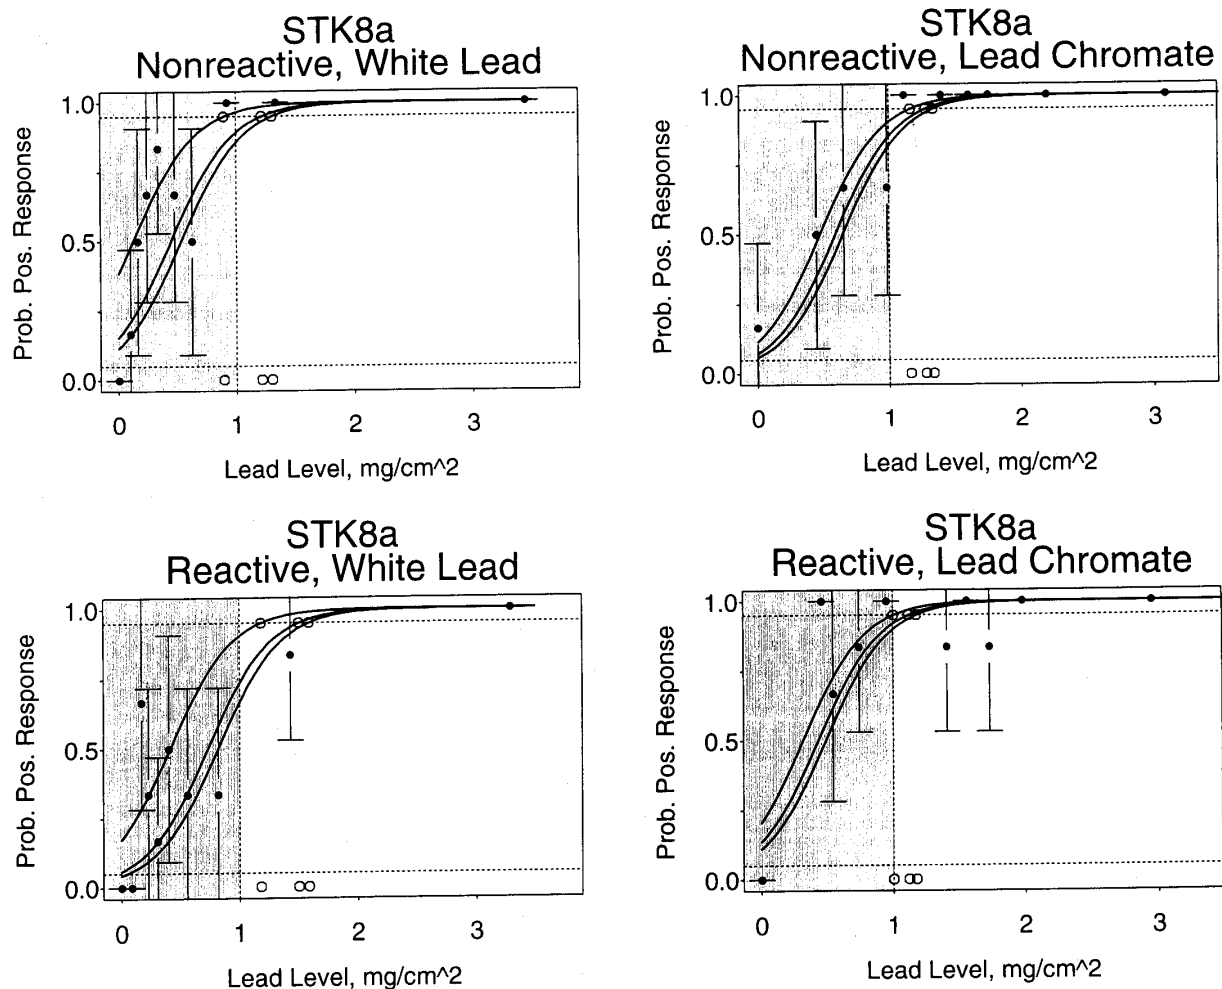 STK8a
Nonreactive, White Lead
Prob. Pos. Response
1.0
0.5
0.0
0 1 2 3
Lead Level, mg/cm^2
STK8a
Nonreactive, Lead Chromate
Prob. Pos. Response
1.0
0.5
0.0
0 1 2 3
Lead Level, mg/cm^2
STK8a
Reactive, White Lead
Prob. Pos. Response
1.0
0.5
0.0
0 1 2 3
Lead Level, mg/cm^2
STK8a
Reactive, Lead Chromate
Prob. Pos. Response
1.0
0.5
0.0
0 1 2 3
Lead Level, mg/cm^2